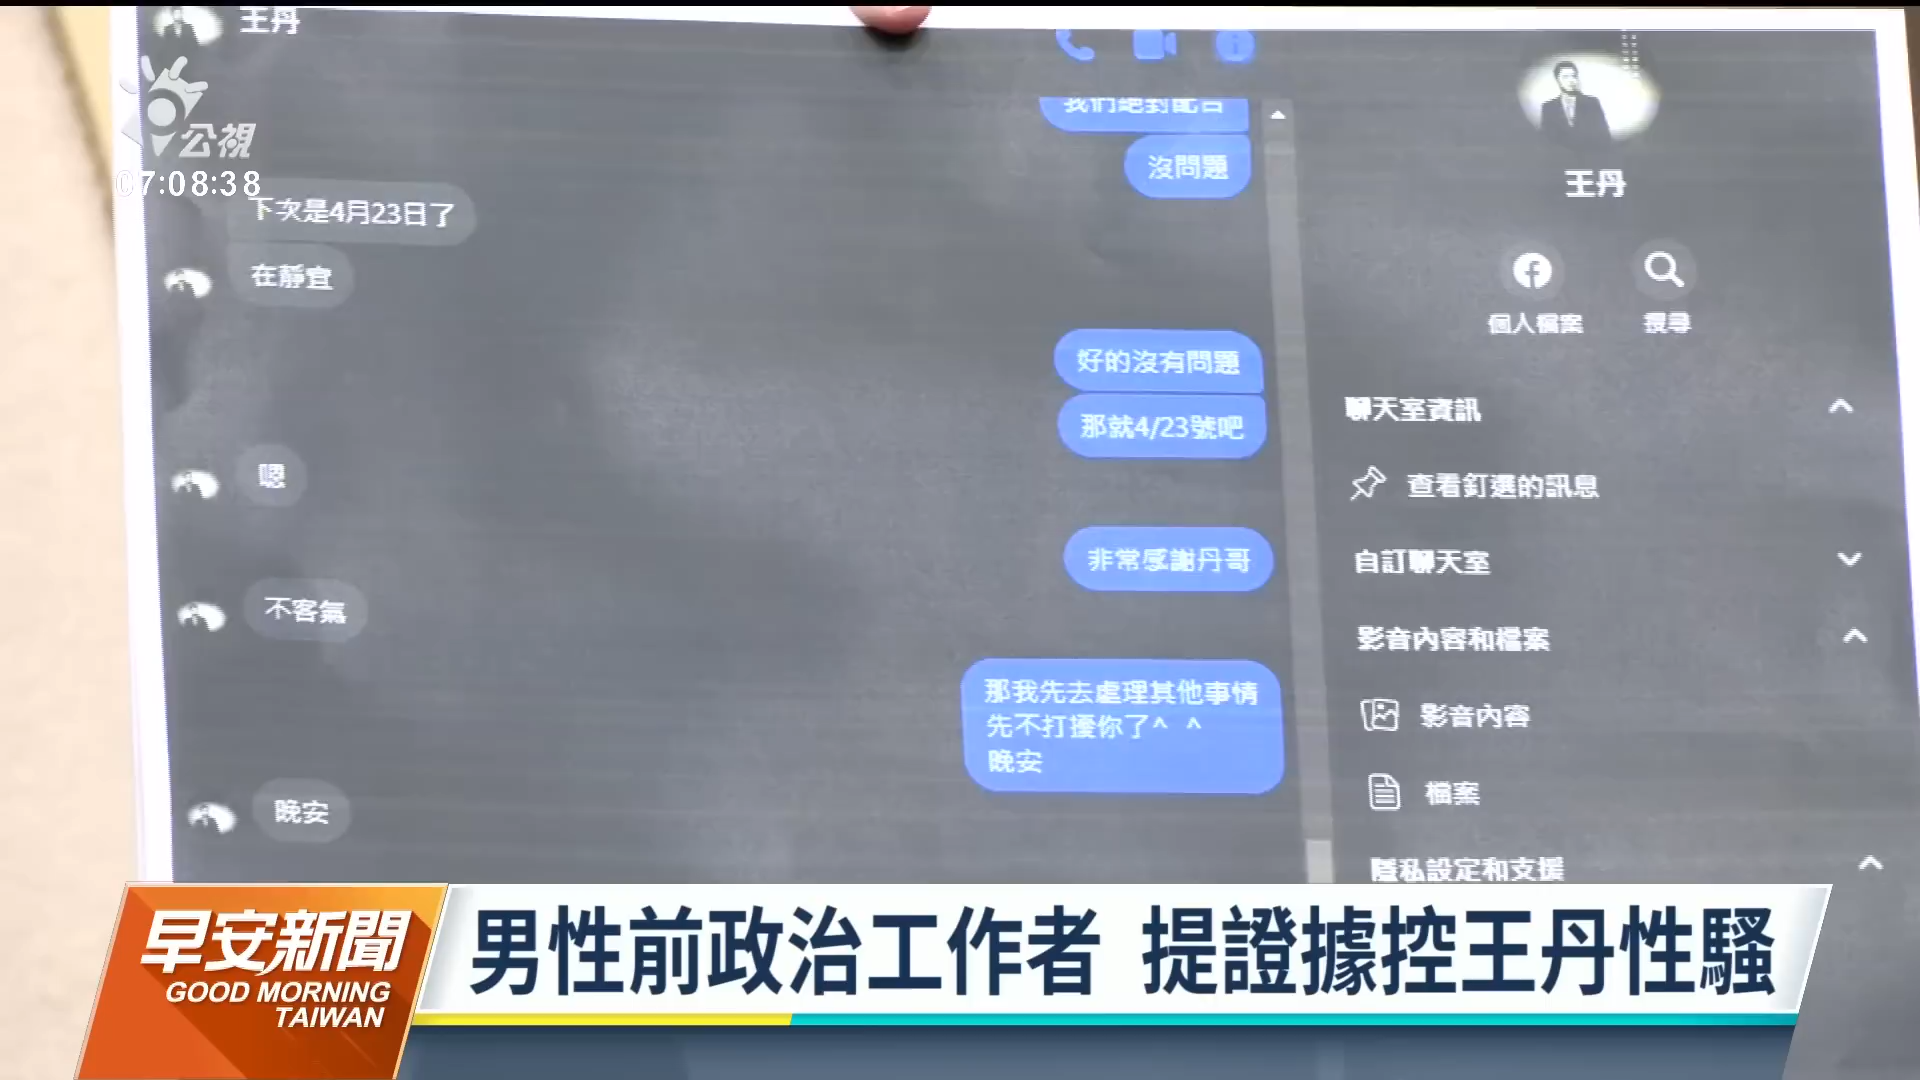 王丹
公視
07:08:38
我們絕對配合
沒問題
王丹
下次是4月23日了
在靜宜
個人檔案
搜尋
好的沒有問題
那就4/23號吧
聊天室資訊
嗯
查看釘選的訊息
非常感謝丹哥
自訂聊天室
不客氣
影音內容和檔案
那我先去處理其他事情
先不打擾你了^ ^
晚安
影音內容
檔案
晚安
隱私設定和支援
早安新聞
GOOD MORNING
TAIWAN
男性前政治工作者 提證據控王丹性騷